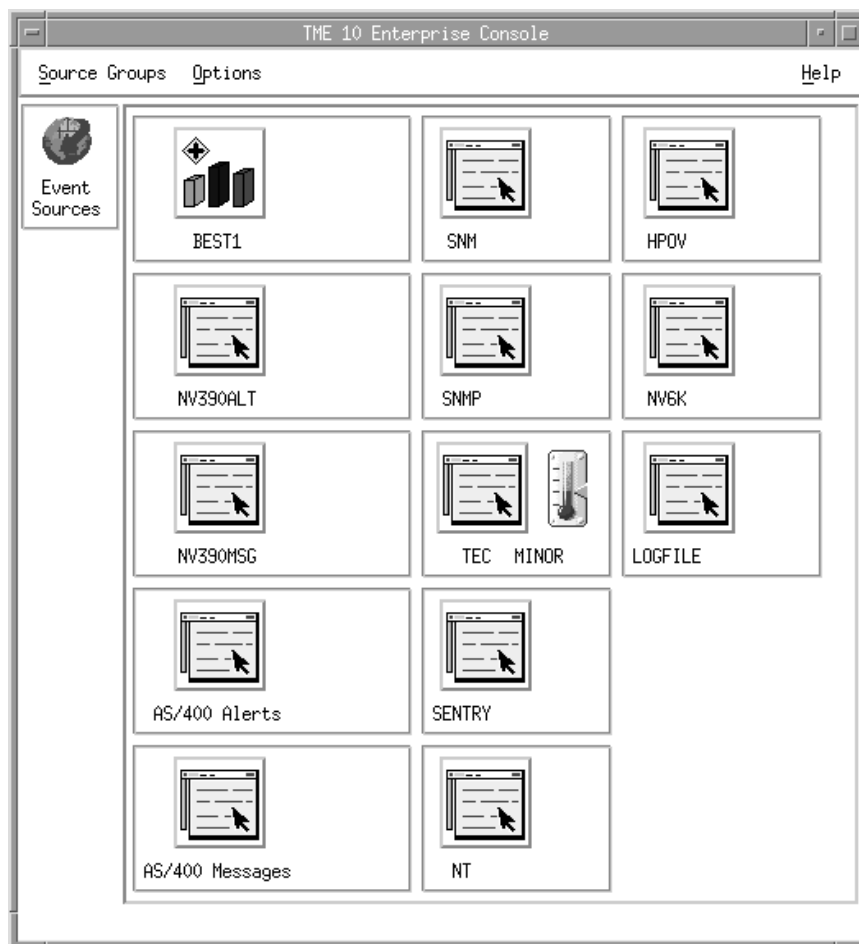 TME 10 Enterprise Console
Source Groups Options Help
Event
Sources
BEST1 SNM HPOV
NV390ALT SNMP NV6K
NV390MSG TEC MINOR LOGFILE
AS/400 Alerts SENTRY
AS/400 Messages NT